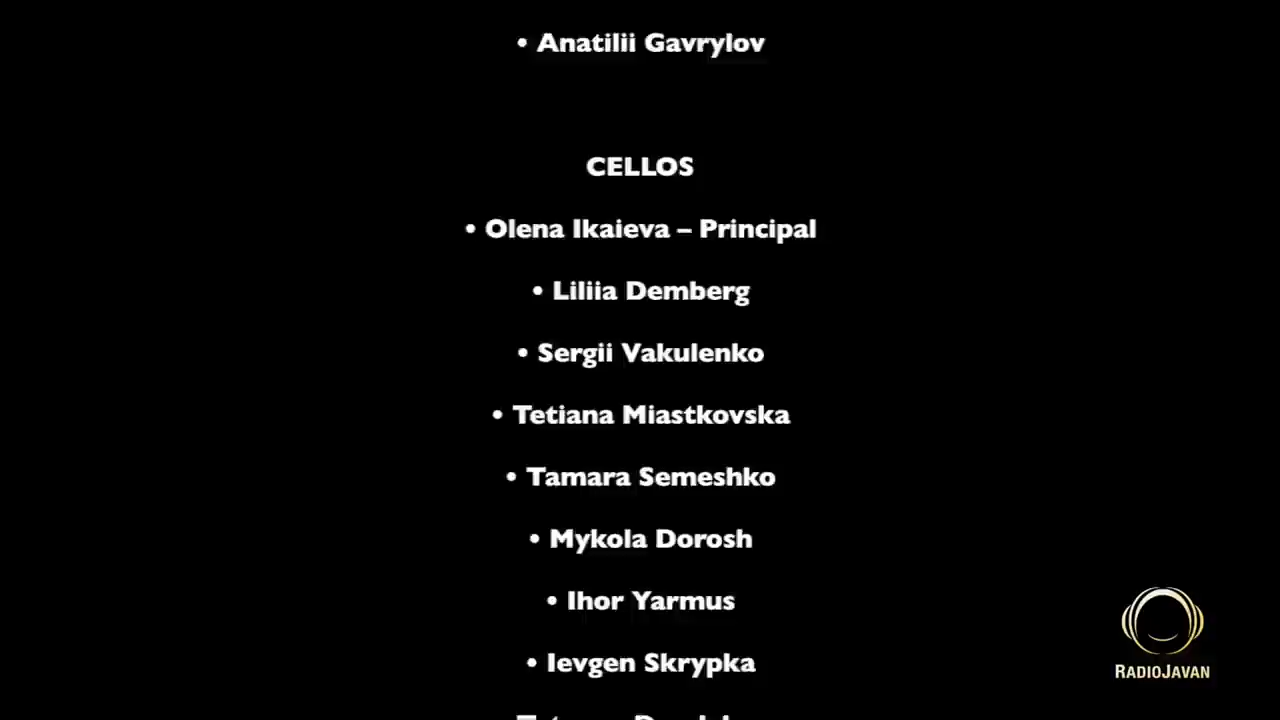 • Anatilii Gavrylov
CELLOS
• Olena Ikaieva – Principal
• Liliia Demberg
• Sergii Vakulenko
• Tetiana Miastkovska
• Tamara Semeshko
• Mykola Dorosh
• Ihor Yarmus
• Ievgen Skrypka
RADIOJAVAN